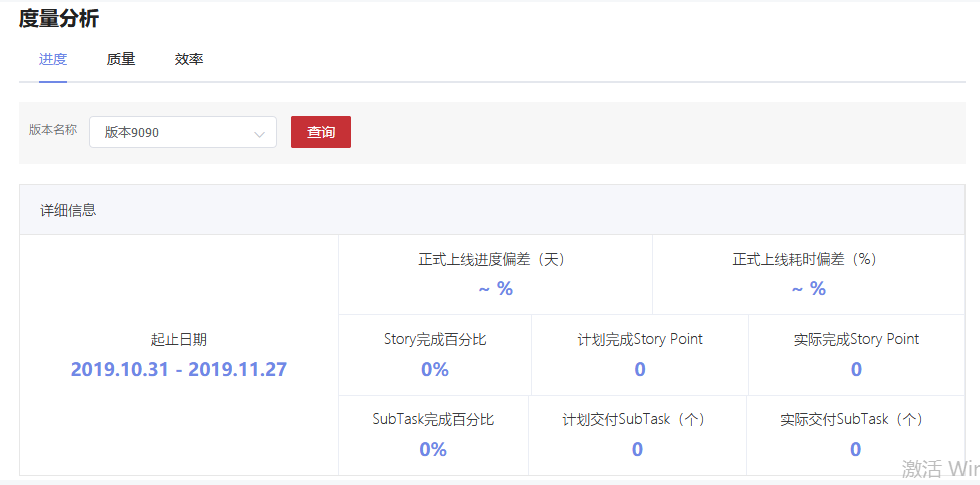 度量分析
进度 质量 效率
版本名称 版本9090 查询
详细信息
正式上线进度偏差（天） 正式上线耗时偏差（%）
~ % ~ %
起止日期 Story完成百分比 计划完成Story Point 实际完成Story Point
2019.10.31 - 2019.11.27 0% 0 0
SubTask完成百分比 计划交付SubTask（个） 实际交付SubTask（个）
0% 0 0
激活 Win